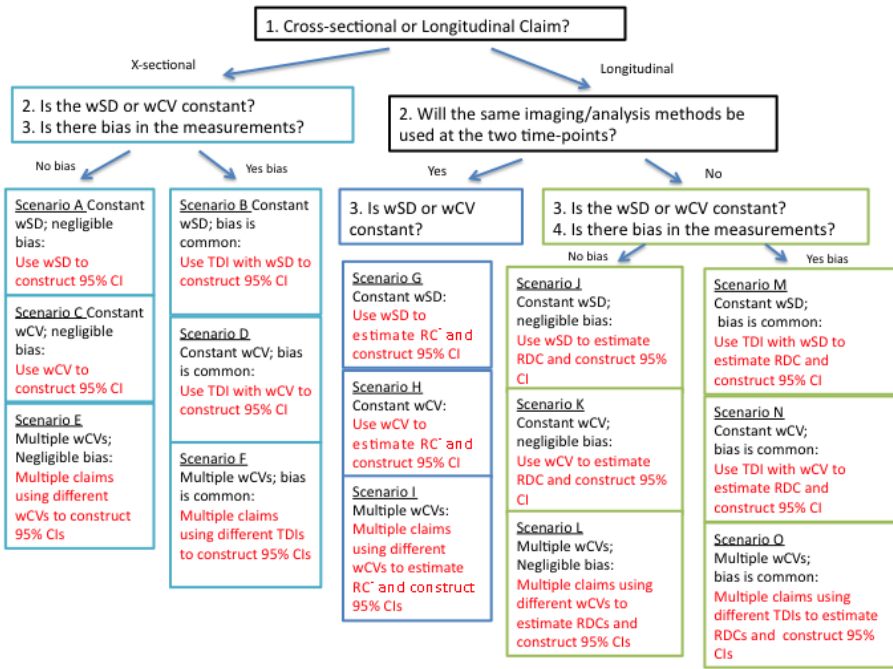 1. Cross-sectional or Longitudinal Claim?
X-sectional
Longitudinal
2. Is the wSD or wCV constant?
3. Is there bias in the measurements?
2. Will the same imaging/analysis methods be
used at the two time-points?
No bias
Yes bias
Yes
No
Scenario A Constant
wSD; negligible
bias:
Use wSD to
construct 95% CI
Scenario C Constant
wCV; negligible
bias:
Use wCV to
construct 95% CI
Scenario E
Multiple wCVs;
Negligible bias:
Multiple claims
using different
wCVs to construct
95% CIs
Scenario B Constant
wSD; bias is
common:
Use TDI with wSD to
construct 95% CI
Scenario D
Constant wCV; bias
is common:
Use TDI with wCV to
construct 95% CI
Scenario F
Multiple wCVs; bias
is common:
Multiple claims
using different TDIs
to construct 95% CIs
3. Is wSD or wCV
constant?
Scenario G
Constant wSD:
Use wSD to
estimate RC- and
construct 95% CI
Scenario H
Constant wCV:
Use wCV to
estimate RC- and
construct 95% CI
Scenario I
Multiple wCVs:
Multiple claims
using different
wCVs to estimate
RC- and construct
95% CIs
3. Is the wSD or wCV constant?
4. Is there bias in the measurements?
No bias
Yes bias
Scenario J
Constant wSD;
negligible bias:
Use wSD to estimate
RDC and construct 95%
CI
Scenario K
Constant wCV;
negligible bias:
Use wCV to estimate
RDC and construct 95%
CI
Scenario L
Multiple wCVs;
Negligible bias:
Multiple claims using
different wCVs to
estimate RDCs and
construct 95% CIs
Scenario M
Constant wSD;
bias is common:
Use TDI with wSD to
estimate RDC and
construct 95% CI
Scenario N
Constant wCV;
bias is common:
Use TDI with wCV to
estimate RDC and
construct 95% CI
Scenario O
Multiple wCVs;
bias is common:
Multiple claims using
different TDIs to estimate
RDCs and construct 95%
CIs